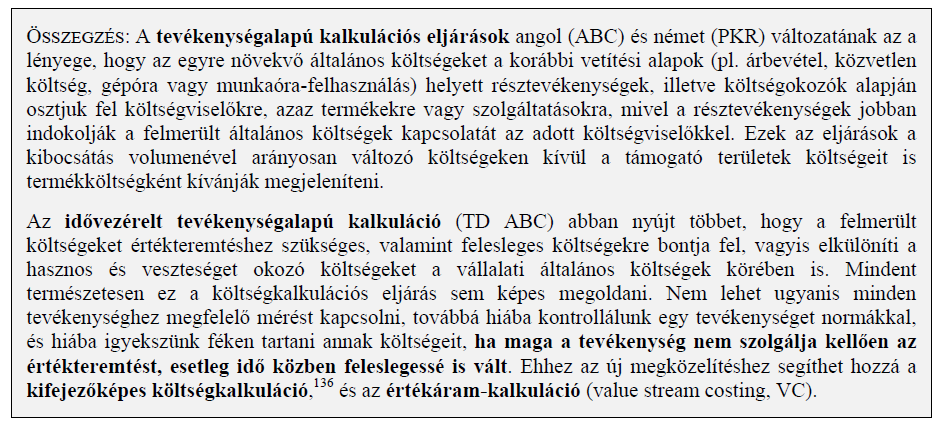 ÖSSZEGZÉS: A tevékenységalapú kalkulációs eljárások angol (ABC) és német (PKR) változatának az a
lényege, hogy az egyre növekvő általános költségeket a korábbi vetítési alapok (pl. árbevétel, közvetlen
költség, gépóra vagy munkaóra-felhasználás) helyett résztevékenységek, illetve költségokozók alapján
osztjuk fel költségviselőkre, azaz termékekre vagy szolgáltatásokra, mivel a résztevékenységek jobban
indokolják a felmerült általános költségek kapcsolatát az adott költségviselőkkel. Ezek az eljárások a
kibocsátás volumenével arányosan változó költségeken kívül a támogató területek költségeit is
termékköltségként kívánják megjeleníteni.
Az idővezérelt tevékenységalapú kalkuláció (TD ABC) abban nyújt többet, hogy a felmerült
költségeket értékteremtéshez szükséges, valamint felesleges költségekre bontja fel, vagyis elkülöníti a
hasznos és veszteséget okozó költségeket a vállalati általános költségek körében is. Mindent
természetesen ez a költségkalkulációs eljárás sem képes megoldani. Nem lehet ugyanis minden
tevékenységhez megfelelő mérést kapcsolni, továbbá hiába kontrollálunk egy tevékenységet normákkal,
és hiába igyekszünk féken tartani annak költségeit, ha maga a tevékenység nem szolgálja kellően az
értékteremtést, esetleg idő közben feleslegessé is vált. Ehhez az új megközelítéshez segíthet hozzá a
kifejezőképes költségkalkuláció,136 és az értékáram-kalkuláció (value stream costing, VC).